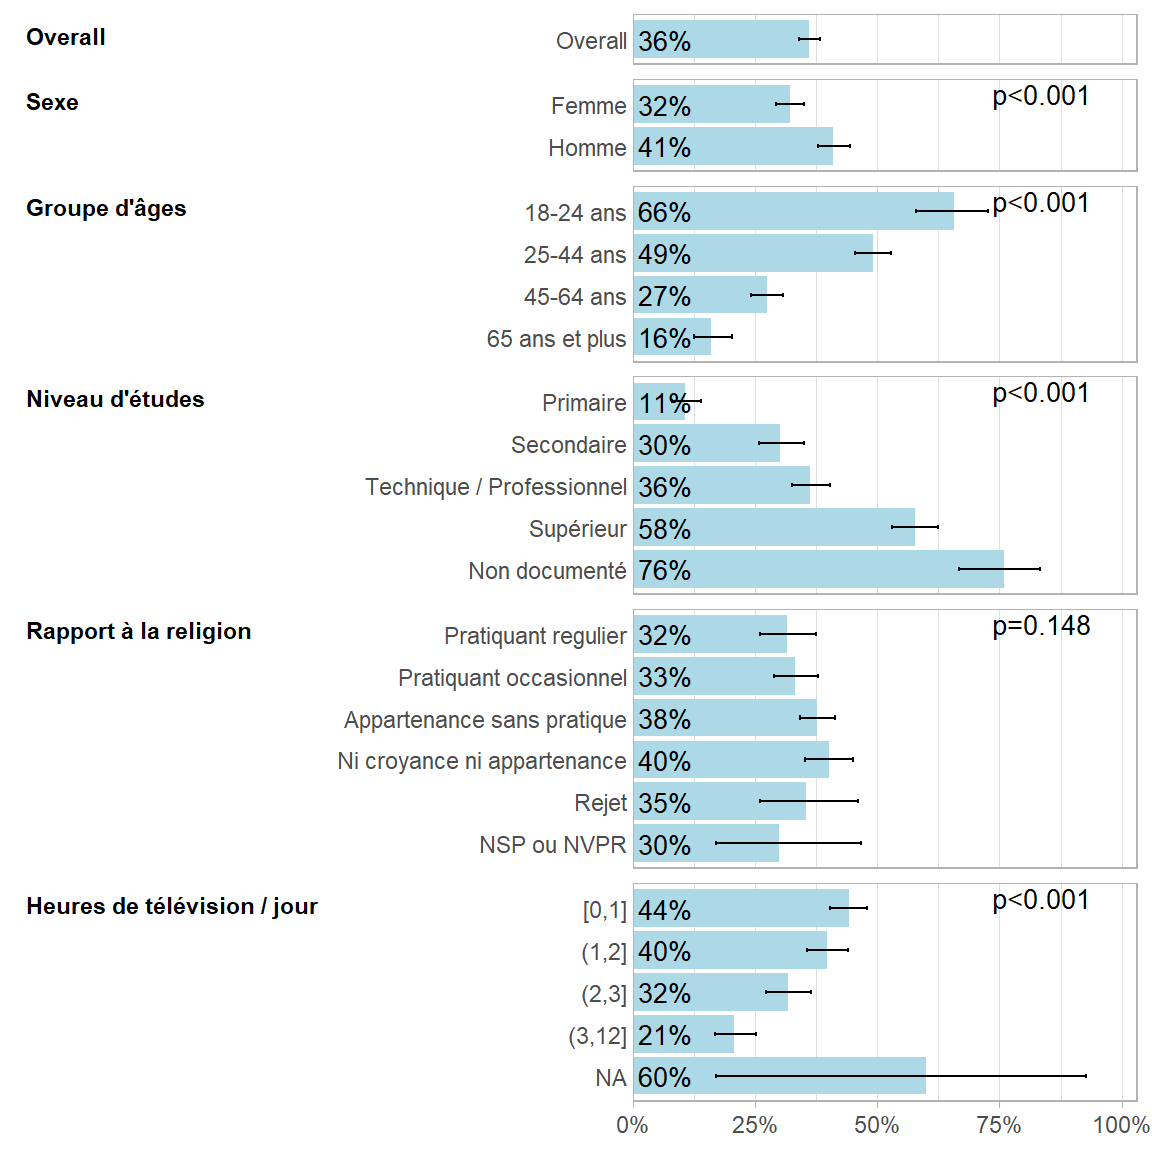 Overall
Overall 36%
Sexe
p<0.001
Femme 32%
Homme 41%
Groupe d'âges
p<0.001
18-24 ans 66%
25-44 ans 49%
45-64 ans 27%
65 ans et plus 16%
Niveau d'études
p<0.001
Primaire 11%
Secondaire 30%
Technique / Professionnel 36%
Supérieur 58%
Non documenté 76%
Rapport à la religion
p=0.148
Pratiquant regulier 32%
Pratiquant occasionnel 33%
Appartenance sans pratique 38%
Ni croyance ni appartenance 40%
Rejet 35%
NSP ou NVPR 30%
Heures de télévision / jour
p<0.001
[0,1] 44%
(1,2] 40%
(2,3] 32%
(3,12] 21%
NA 60%
0% 25% 50% 75% 100%